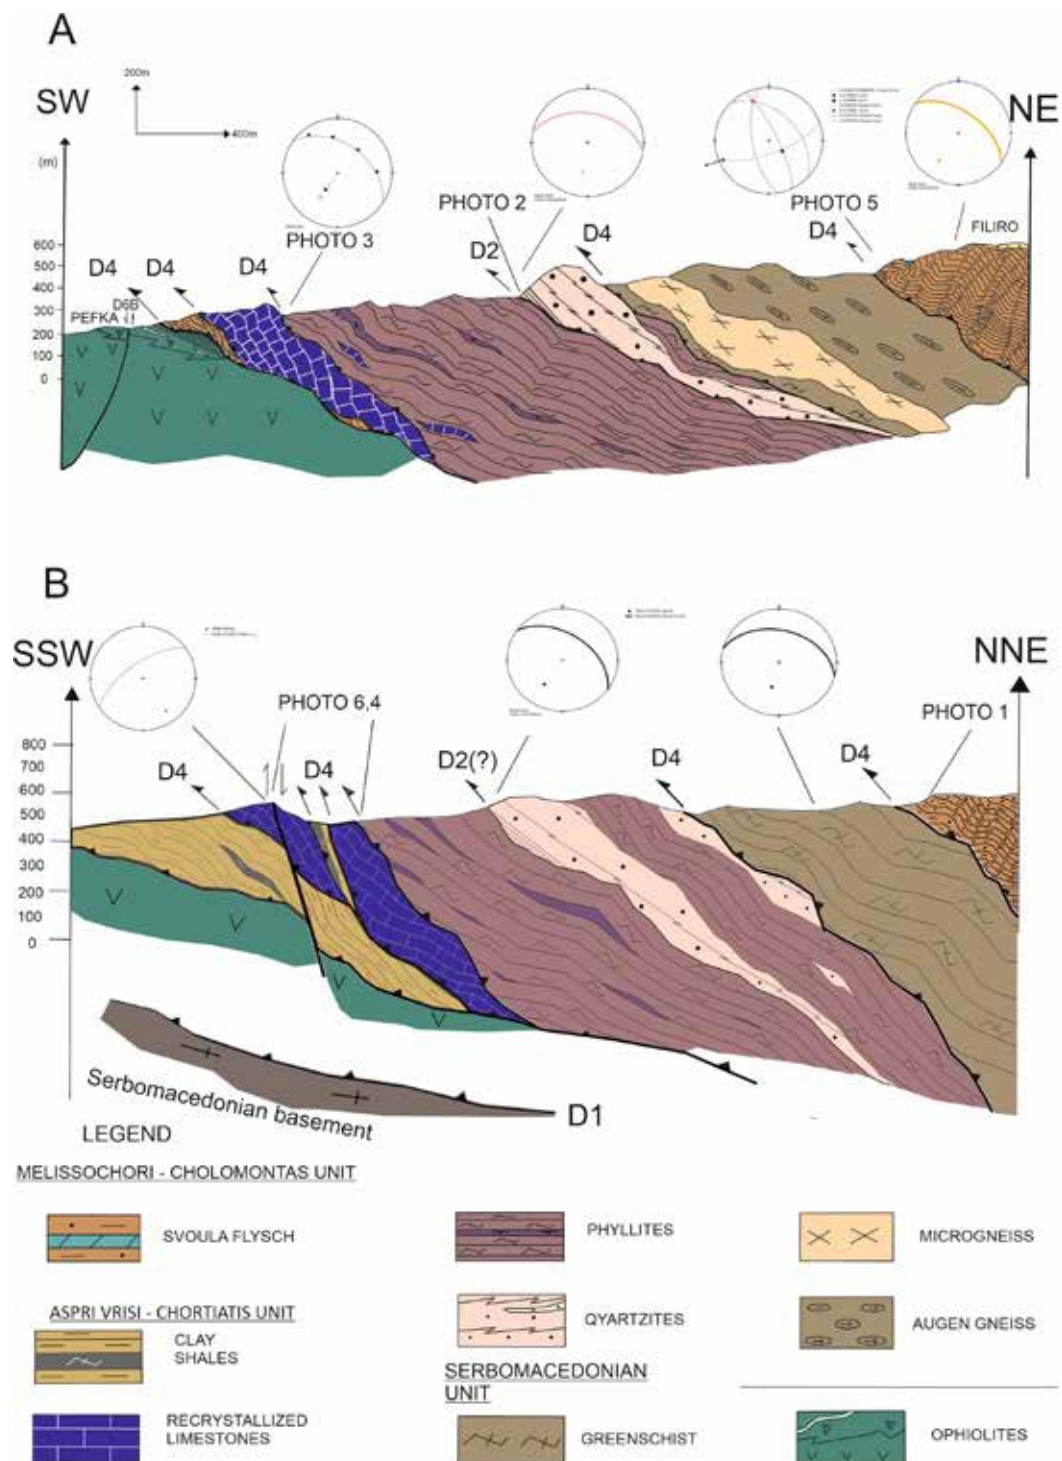 A
200m
SW
400m
NE
(m)
PHOTO 2
PHOTO 5
PHOTO 3
D2
D4
D4
FILIRO
D4
D4
D4
D6B
PEFKA
600
500
400
300
200
100
0
B
SSW
NNE
PHOTO 6,4
PHOTO 1
800
700
600
500
400
300
200
100
0
D4
D4
D2(?)
D4
D4
Serbomacedonian basement
D1
LEGEND
MELISSOCHORI - CHOLOMONTAS UNIT
SVOULA FLYSCH
PHYLLITES
MICROGNEISS
ASPRI VRISI - CHORTIATIS UNIT
CLAY
SHALES
QYARTZITES
AUGEN GNEISS
SERBOMACEDONIAN
UNIT
RECRYSTALLIZED
LIMESTONES
GREENSCHIST
OPHIOLITES